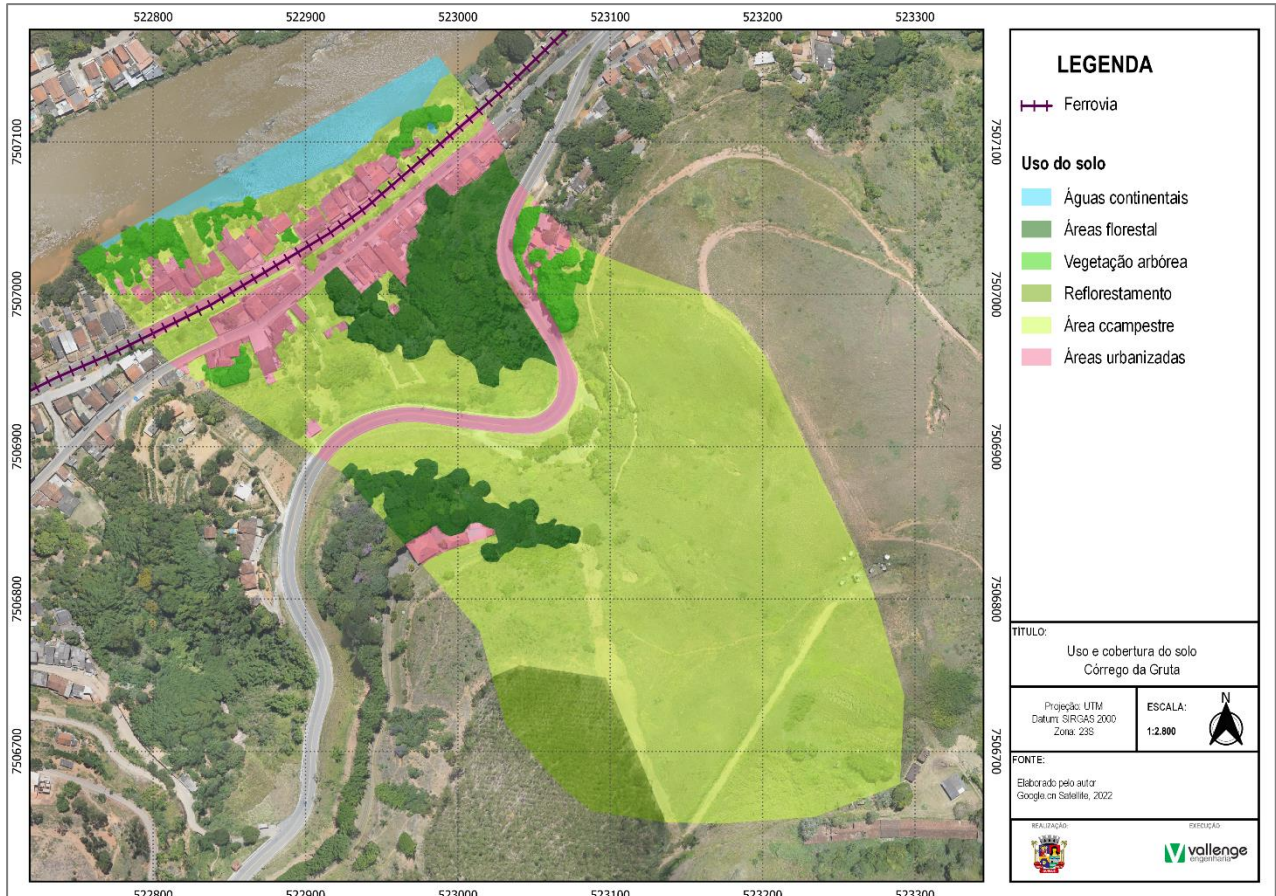 522800 522900 523000 523100 523200 523300
7507100
7507000
7506900
7506800
7506700
7507100
7507000
7506900
7506800
7506700
522800 522900 523000 523100 523200 523300
LEGENDA
Ferrovia
Uso do solo
Águas continentais
Áreas florestal
Vegetação arbórea
Reflorestamento
Área ccampestre
Áreas urbanizadas
TÍTULO:
Uso e cobertura do solo
Córrego da Gruta
Projeção: UTM
Datum: SIRGAS 2000
Zona: 23S
ESCALA:
1:2.800
N
FONTE:
Elaborado pelo autor
Google.cn Satellite, 2022
REALIZAÇÃO:
EXECUÇÃO:
vallenge
engenharia